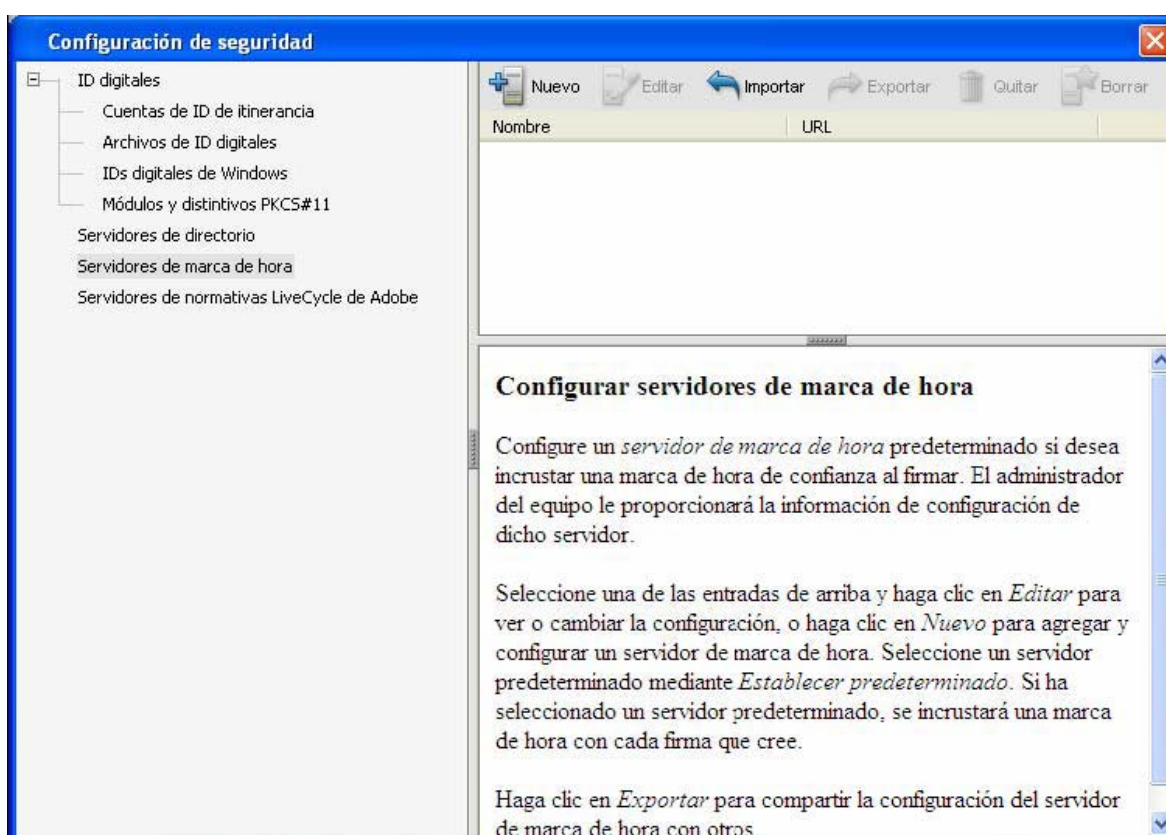 Configuración de seguridad
ID digitales
Cuentas de ID de itinerancia
Archivos de ID digitales
IDs digitales de Windows
Módulos y distintivos PKCS#11
Servidores de directorio
Servidores de marca de hora
Servidores de normativas LiveCycle de Adobe
Nuevo Editar Importar Exportar Quitar Borrar
Nombre URL
Configurar servidores de marca de hora
Configure un servidor de marca de hora predeterminado si desea
incrustar una marca de hora de confianza al firmar. El administrador
del equipo le proporcionará la información de configuración de
dicho servidor.
Seleccione una de las entradas de arriba y haga clic en Editar para
ver o cambiar la configuración, o haga clic en Nuevo para agregar y
configurar un servidor de marca de hora. Seleccione un servidor
predeterminado mediante Establecer predeterminado. Si ha
seleccionado un servidor predeterminado, se incrustará una marca
de hora con cada firma que cree.
Haga clic en Exportar para compartir la configuración del servidor
de marca de hora con otros.